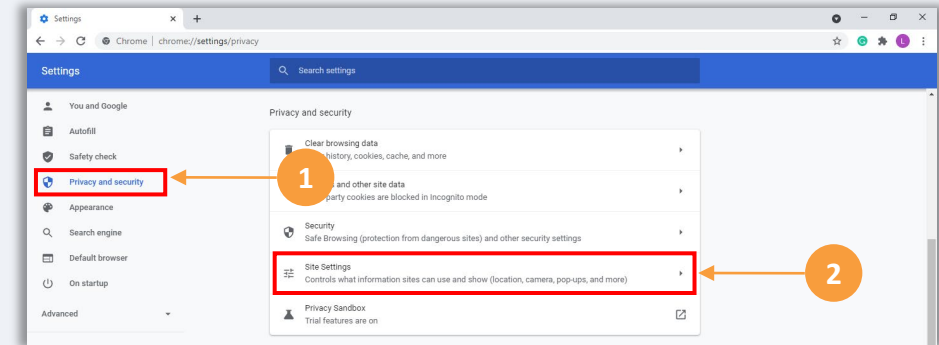 Settings
Chrome | chrome://settings/privacy
L
Settings
Search settings
You and Google
Autofill
Safety check
Privacy and security
Appearance
Search engine
Default browser
On startup
Advanced
Privacy and security
Clear browsing data
history, cookies, cache, and more
1
and other site data
party cookies are blocked in Incognito mode
Security
Safe Browsing (protection from dangerous sites) and other security settings
Site Settings
Controls what information sites can use and show (location, camera, pop-ups, and more)
2
Privacy Sandbox
Trial features are on